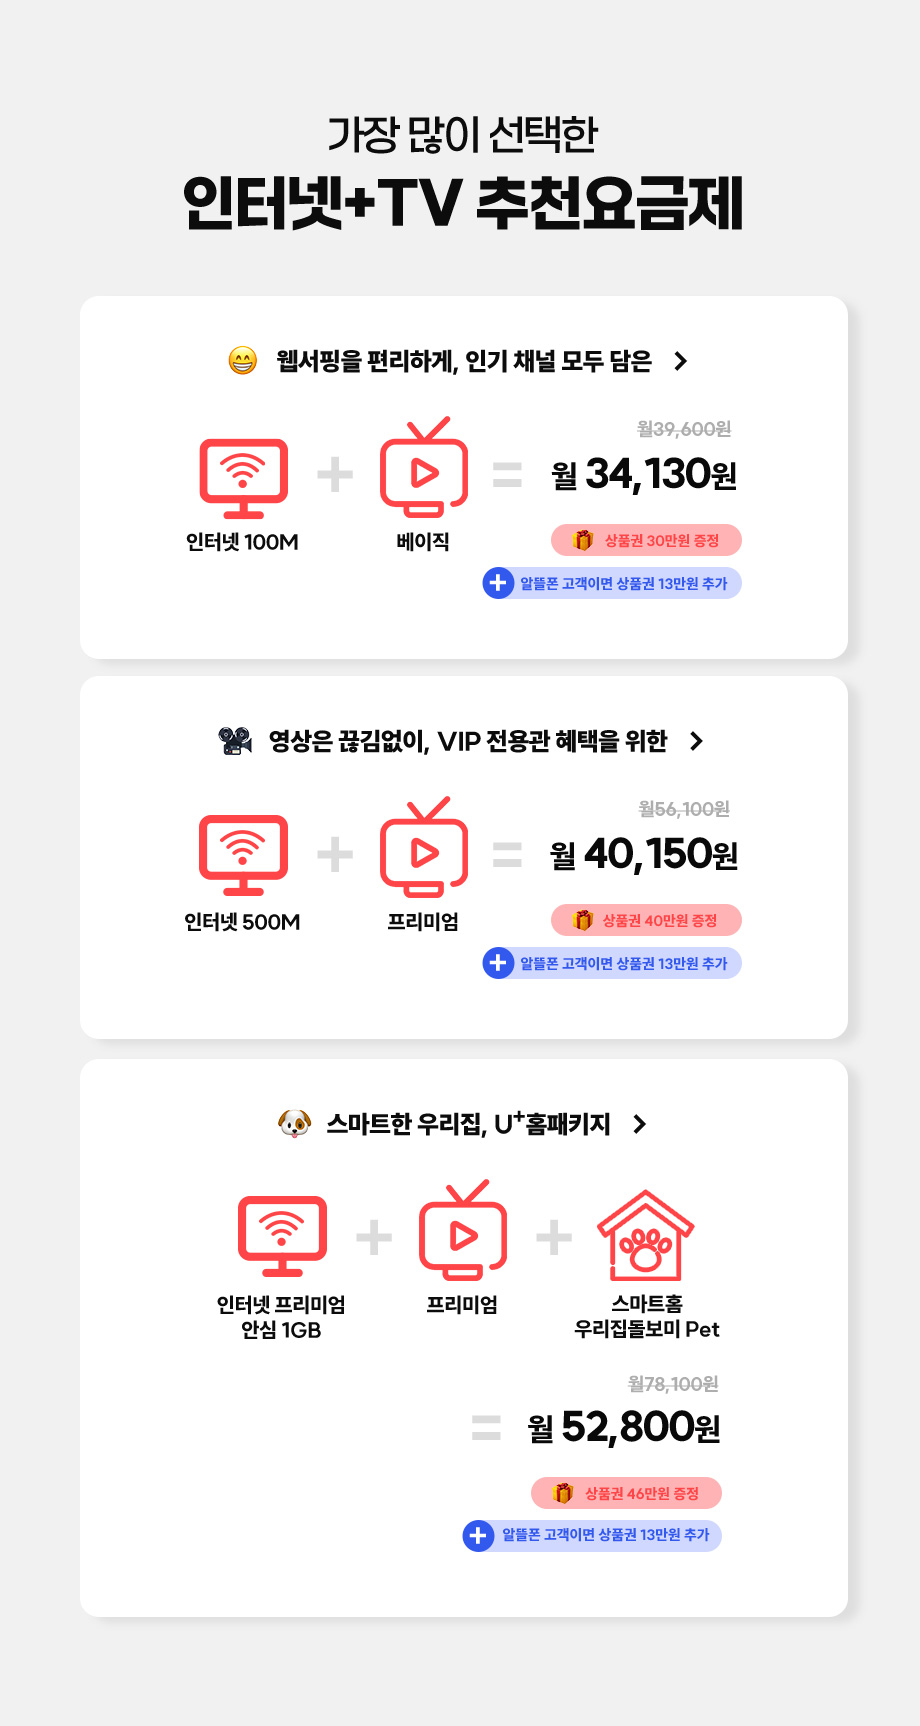 가장 많이 선택한
인터넷+TV 추천요금제
웹서핑을 편리하게, 인기 채널 모두 담은
인터넷 100M
베이직
월39,600원
월 34,130원
상품권 30만원 증정
알뜰폰 고객이면 상품권 13만원 추가
영상은 끊김없이, VIP 전용관 혜택을 위한
인터넷 500M
프리미엄
월56,100원
월 40,150원
상품권 40만원 증정
알뜰폰 고객이면 상품권 13만원 추가
스마트한 우리집, U⁺홈패키지
인터넷 프리미엄
안심 1GB
프리미엄
스마트홈
우리집돌보미 Pet
월78,100원
월 52,800원
상품권 46만원 증정
알뜰폰 고객이면 상품권 13만원 추가